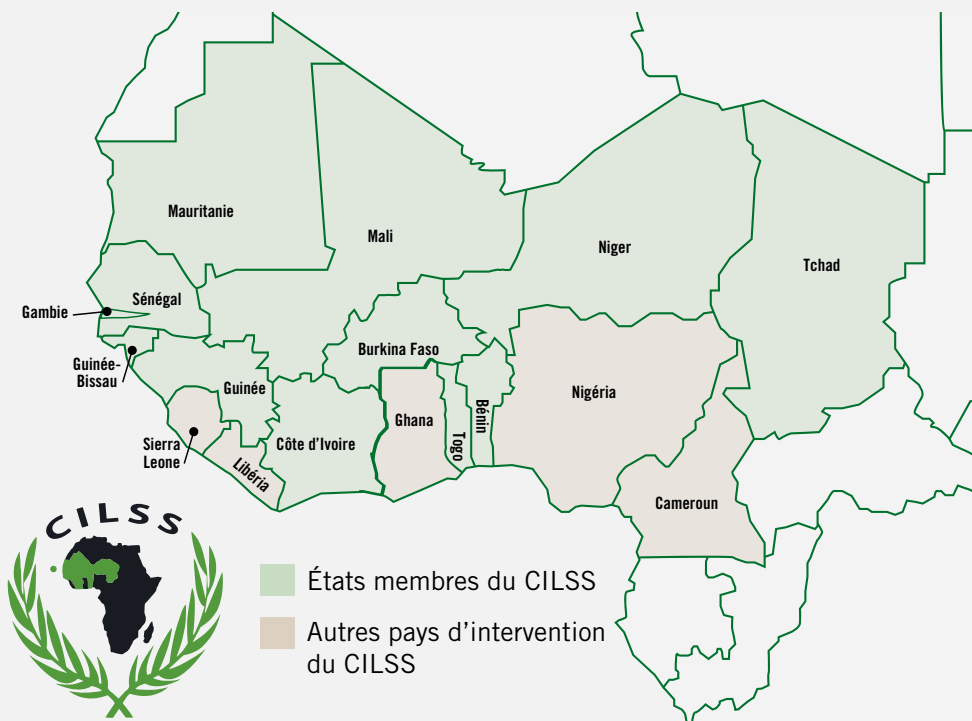 Mauritanie
Mali
Niger
Tchad
Sénégal
Gambie
Burkina Faso
Guinée-
Bissau
Guinée
Nigéria
Bénin
Ghana
Togo
Côte d'Ivoire
Sierra
Leone
Libéria
Cameroun
CILSS
États membres du CILSS
Autres pays d'intervention
du CILSS